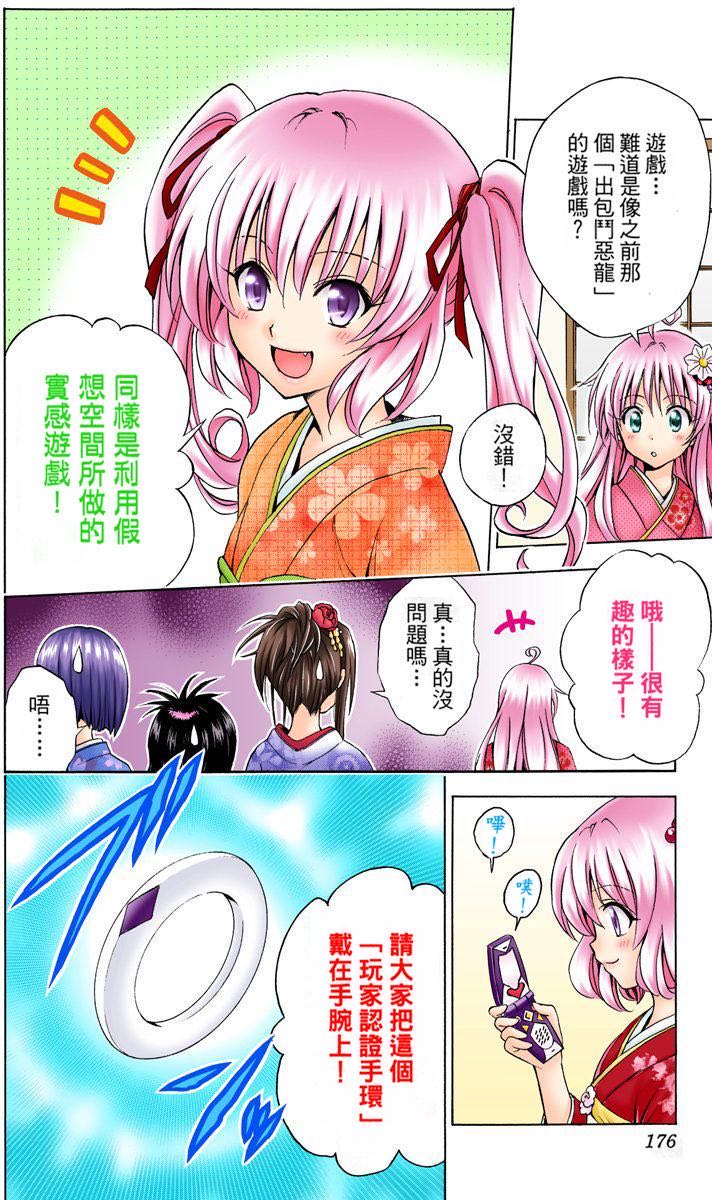 遊戲…
難道是像之前那
個「出包鬥惡龍」
的遊戲嗎？
沒錯！
同樣是利用假
想空間所做的
實感遊戲！
哦──很有
趣的樣子！
真…真的沒
問題嗎…
唔……
嗶！
噗！
請大家把這個
「玩家認證手環」
戴在手腕上！
ブーン
176